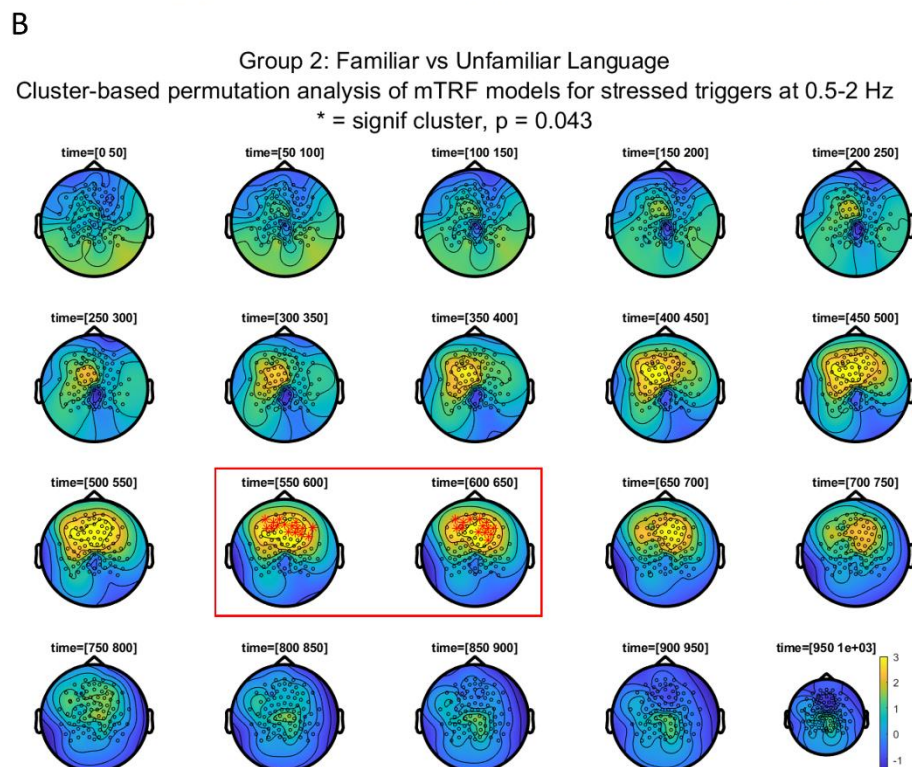 B
Group 2: Familiar vs Unfamiliar Language
Cluster-based permutation analysis of mTRF models for stressed triggers at 0.5-2 Hz
* = signif cluster, p = 0.043
time=[0 50] time=[50 100] time=[100 150] time=[150 200] time=[200 250]
time=[250 300] time=[300 350] time=[350 400] time=[400 450] time=[450 500]
time=[500 550] time=[550 600] time=[600 650] time=[650 700] time=[700 750]
time=[750 800] time=[800 850] time=[850 900] time=[900 950] time=[950 1e+03]
3
2
1
0
-1